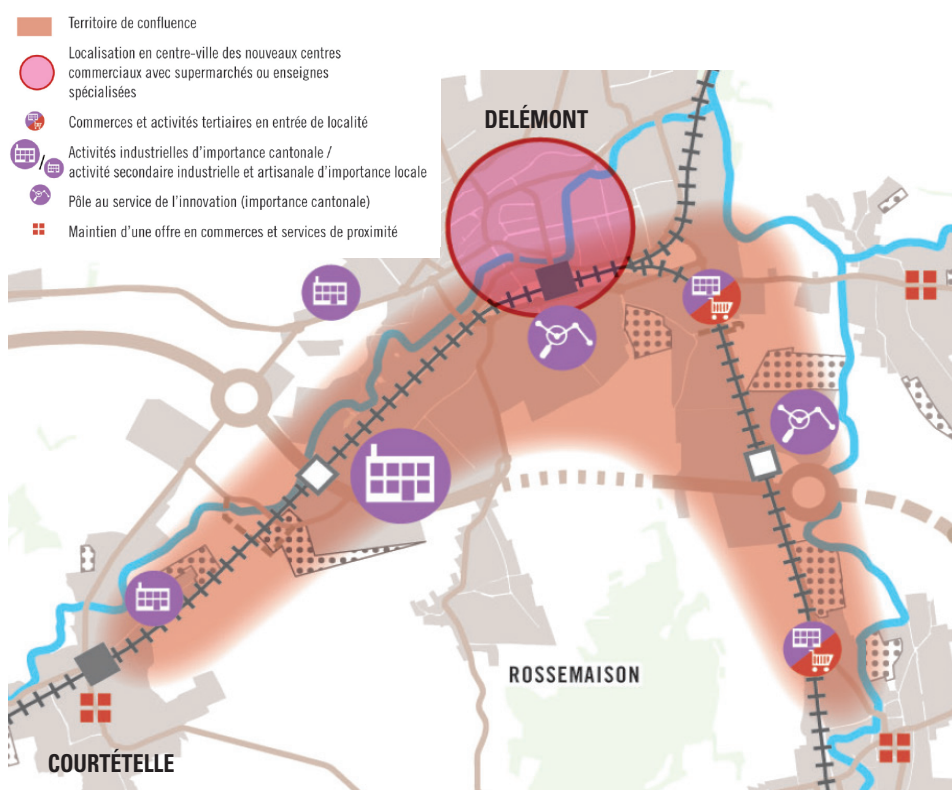 Territoire de confluence
Localisation en centre-ville des nouveaux centres
commerciaux avec supermarchés ou enseignes
spécialisées
Commerces et activités tertiaires en entrée de localité
/
Activités industrielles d'importance cantonale /
activité secondaire industrielle et artisanale d'importance locale
Pôle au service de l'innovation (importance cantonale)
Maintien d'une offre en commerces et services de proximité
DELÉMONT
ROSSEMAISON
COURTÉTELLE